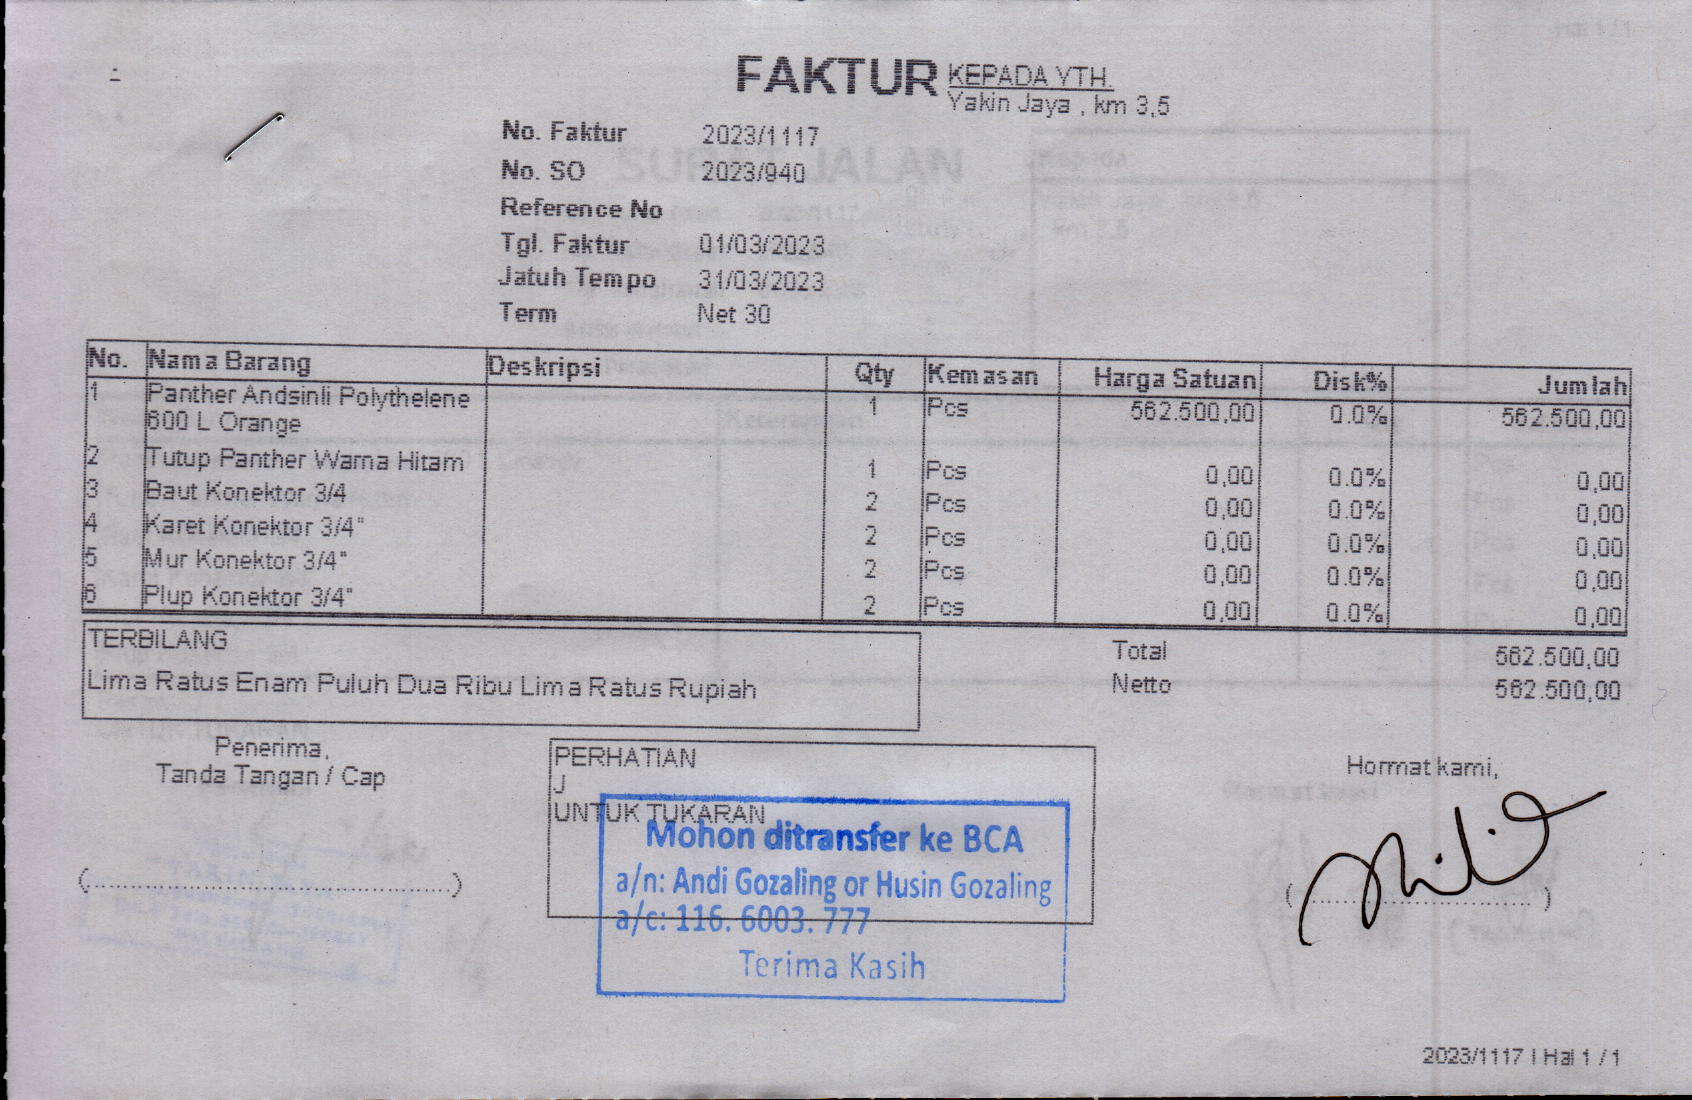 FAKTUR
KEPADA YTH.
Yakin Jaya , km 3,5
No. Faktur 2023/1117
No. SO 2023/940
Reference No
Tgl. Faktur 01/03/2023
Jatuh Tempo 31/03/2023
Term Net 30
No. Nama Barang Deskripsi Qty Kemasan Harga Satuan Disk% Jumlah
1 Panther Andsinli Polythelene 1 Pcs 562.500,00 0.0% 562.500,00
600 L Orange
2 Tutup Panther Warna Hitam 1 Pcs 0,00 0.0% 0,00
3 Baut Konektor 3/4 2 Pcs 0,00 0.0% 0,00
4 Karet Konektor 3/4" 2 Pcs 0,00 0.0% 0,00
5 Mur Konektor 3/4" 2 Pcs 0,00 0.0% 0,00
6 Plup Konektor 3/4" 2 Pcs 0,00 0.0% 0,00
TERBILANG
Lima Ratus Enam Puluh Dua Ribu Lima Ratus Rupiah
Total 562.500,00
Netto 562.500,00
Penerima,
Tanda Tangan / Cap
(..........................................................)
PERHATIAN
J
UNTUK TUKARAN
Mohon ditransfer ke BCA
a/n: Andi Gozaling or Husin Gozaling
a/c: 116. 6003. 777
Terima Kasih
Hormat kami,
(........................................)
2023/1117 | Hal 1 / 1